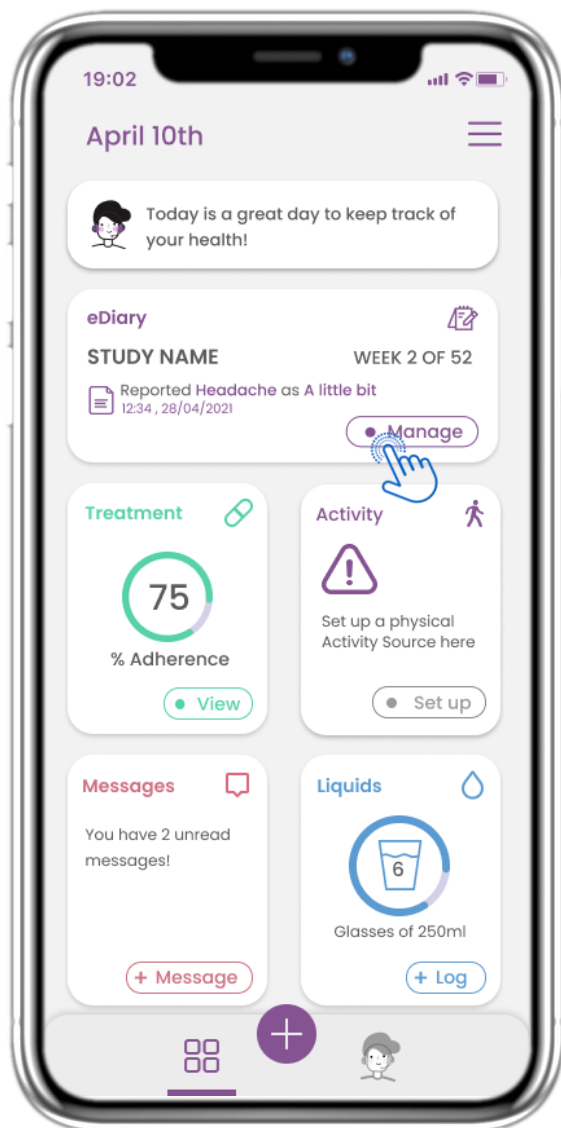 19:02
April 10th
Today is a great day to keep track of
your health!
eDiary
STUDY NAME
WEEK 2 OF 52
Reported Headache as A little bit
12:34 , 28/04/2021
Manage
Treatment
75
% Adherence
View
Activity
!
Set up a physical
Activity Source here
Set up
Messages
You have 2 unread
messages!
+ Message
Liquids
6
Glasses of 250ml
+ Log
+